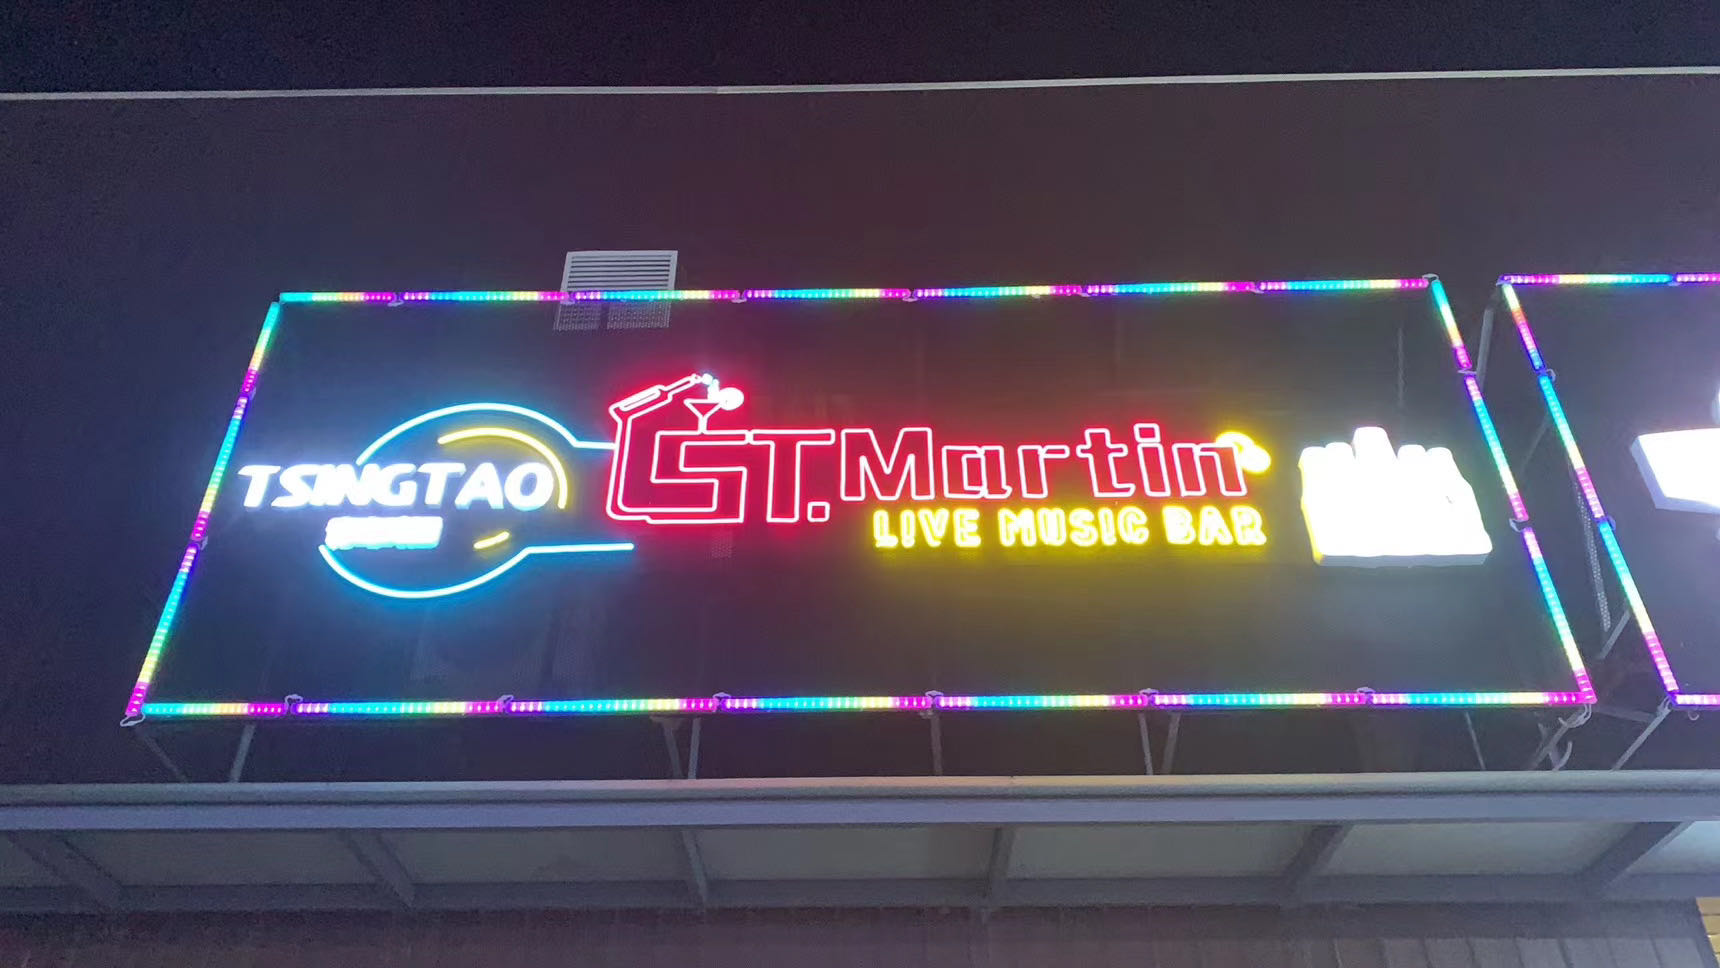 TSINGTAO
ST. Martin
LIVE MUSIC BAR